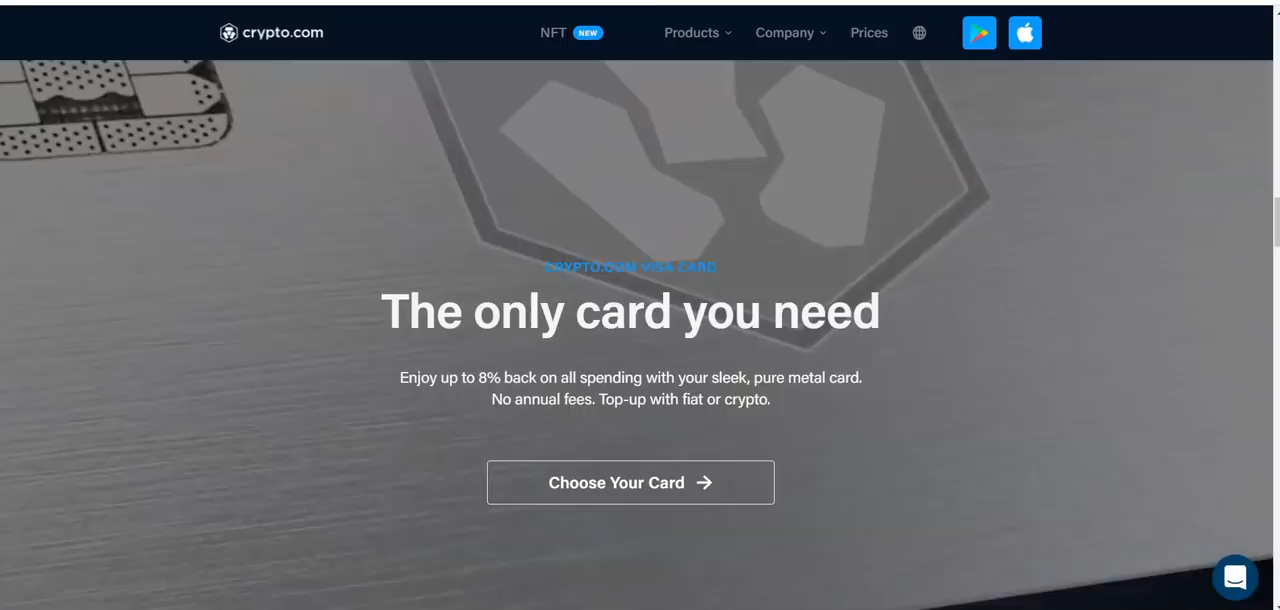 crypto.com
NFT NEW
Products
Company
Prices
CRYPTO.COM VISA CARD
The only card you need
Enjoy up to 8% back on all spending with your sleek, pure metal card.
No annual fees. Top-up with fiat or crypto.
Choose Your Card